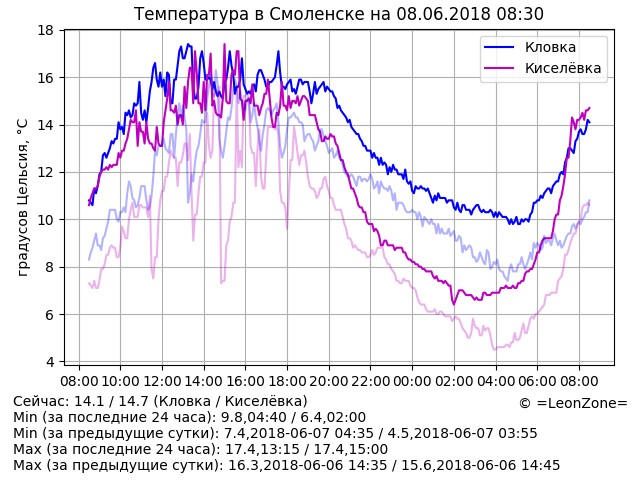 Температура в Смоленске на 08.06.2018 08:30
градусов Цельсия, °C
18
16
14
12
10
8
6
4
Кловка
Киселёвка
08:00 10:00 12:00 14:00 16:00 18:00 20:00 22:00 00:00 02:00 04:00 06:00 08:00
Сейчас: 14.1 / 14.7 (Кловка / Киселёвка)
© =LeonZone=
Min (за последние 24 часа): 9.8,04:40 / 6.4,02:00
Min (за предыдущие сутки): 7.4,2018-06-07 04:35 / 4.5,2018-06-07 03:55
Max (за последние 24 часа): 17.4,13:15 / 17.4,15:00
Max (за предыдущие сутки): 16.3,2018-06-06 14:35 / 15.6,2018-06-06 14:45